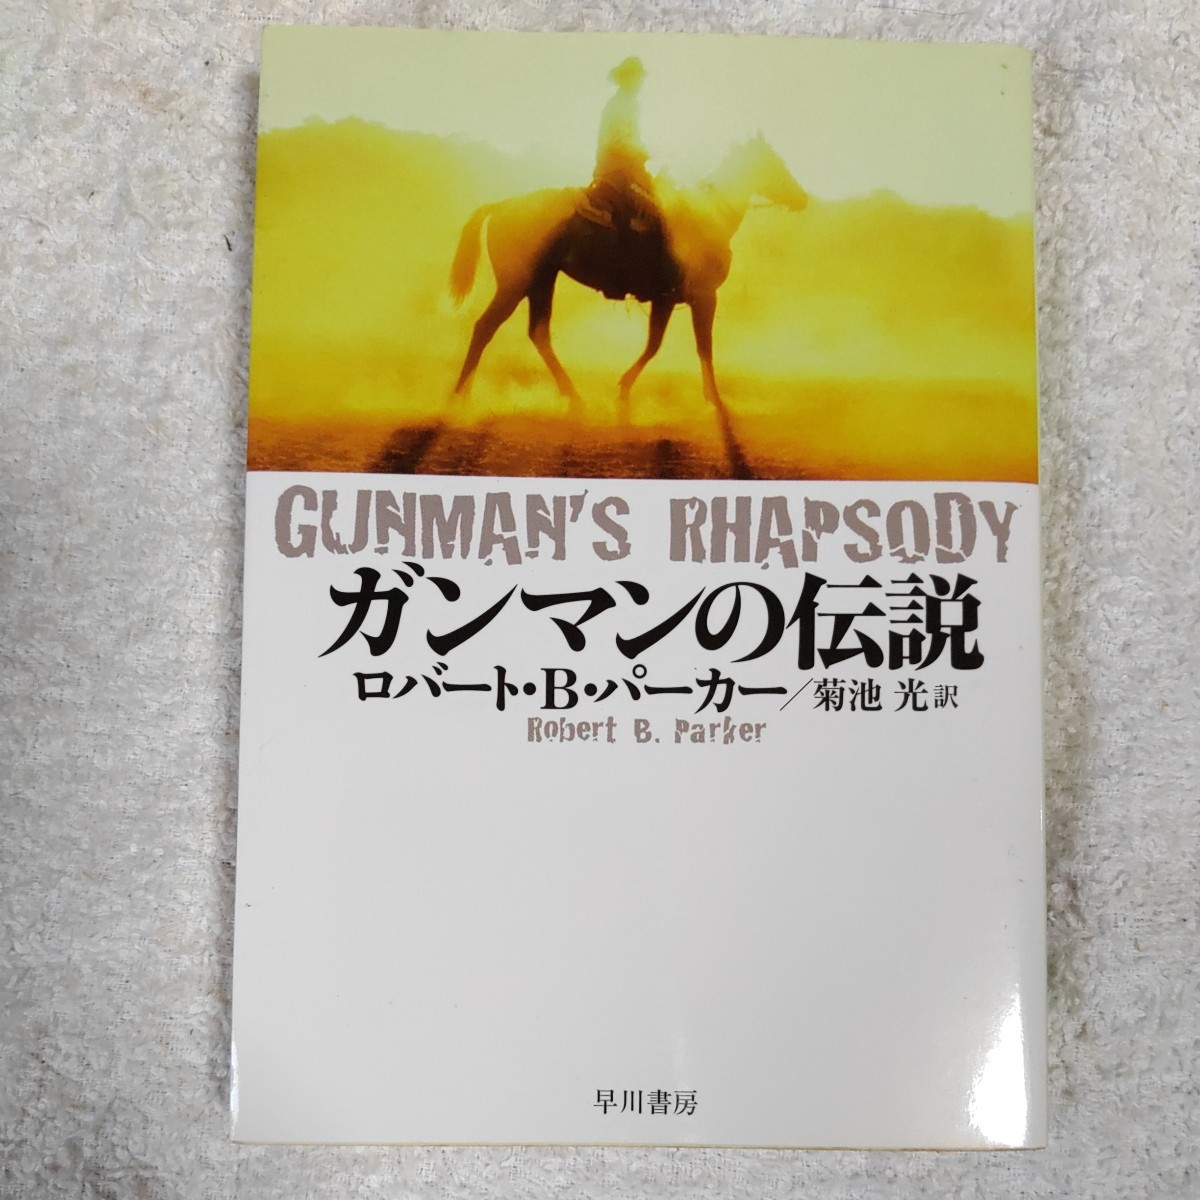 GUNMAN'S RHAPSODY
ガンマンの伝説
ロバート・B・パーカー/菊池 光 訳
Robert B. Parker
早川書房